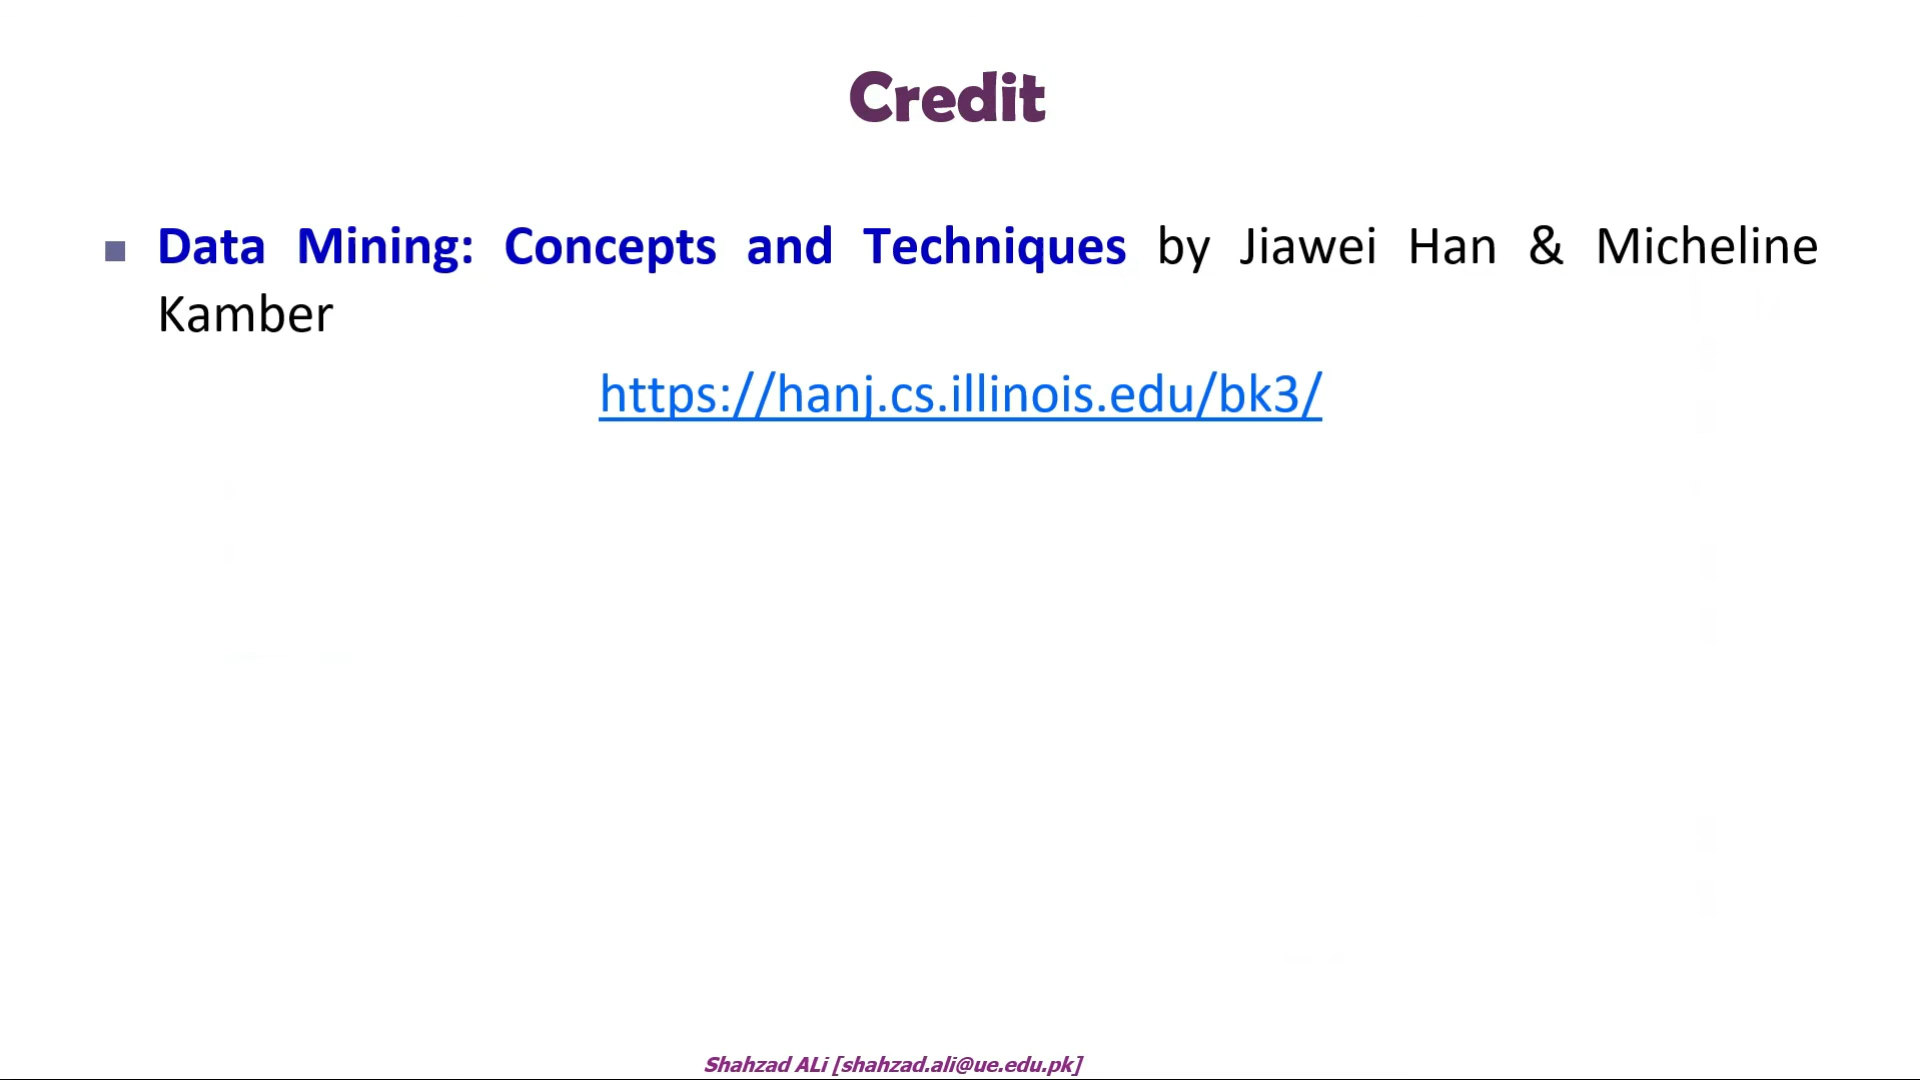 Credit
Data Mining: Concepts and Techniques by Jiawei Han & Micheline
Kamber
https://hanj.cs.illinois.edu/bk3/
Shahzad ALi [shahzad.ali@ue.edu.pk]